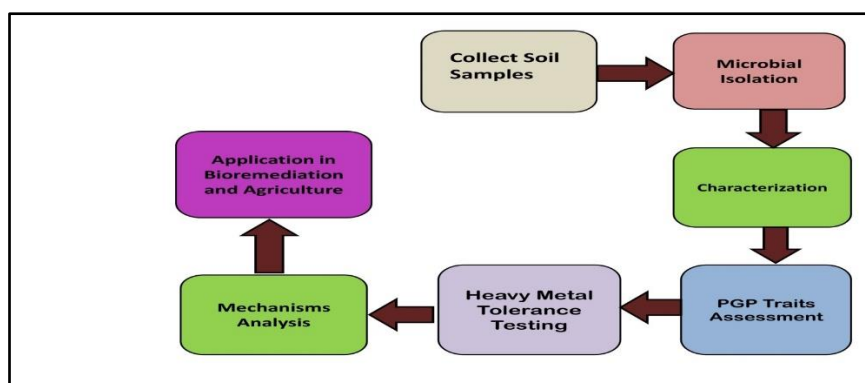 Collect Soil
Samples
Microbial
Isolation
Characterization
PGP Traits
Assessment
Heavy Metal
Tolerance
Testing
Mechanisms
Analysis
Application in
Bioremediation
and Agriculture